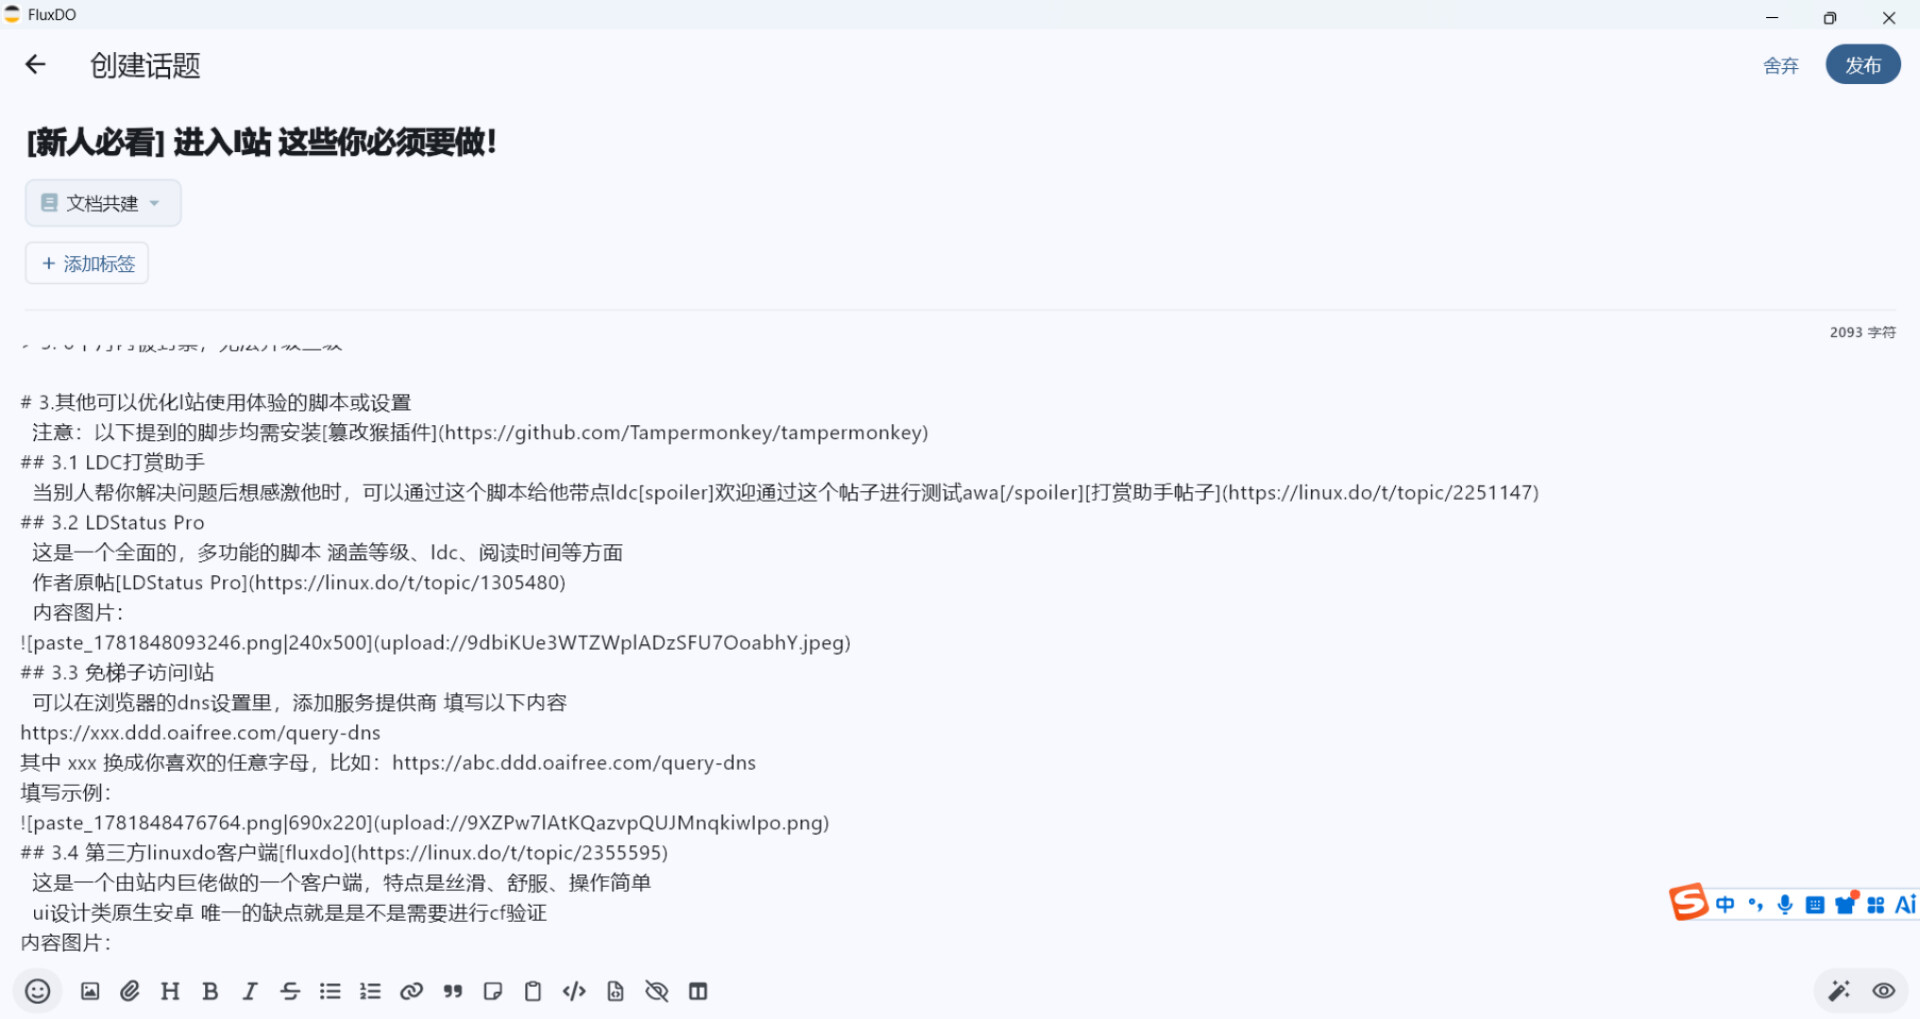 FluxDO
创建话题
舍弃
发布
[新人必看] 进入l站 这些你必须要做！
文档共建
+ 添加标签
2093 字符
# 3.其他可以优化l站使用体验的脚本或设置
注意：以下提到的脚步均需安装[篡改猴插件](https://github.com/Tampermonkey/tampermonkey)
## 3.1 LDC打赏助手
当别人帮你解决问题后想感激他时，可以通过这个脚本给他带点ldc[spoiler]欢迎通过这个帖子进行测试awa[/spoiler][打赏助手帖子](https://linux.do/t/topic/2251147)
## 3.2 LDStatus Pro
这是一个全面的，多功能的脚本 涵盖等级、ldc、阅读时间等方面
作者原帖[LDStatus Pro](https://linux.do/t/topic/1305480)
内容图片：
![paste_1781848093246.png|240x500](upload://9dbiKUe3WTZWplADzSFU7OoabhY.jpeg)
## 3.3 免梯子访问l站
可以在浏览器的dns设置里，添加服务提供商 填写以下内容
https://xxx.ddd.oaifree.com/query-dns
其中 xxx 换成你喜欢的任意字母，比如：https://abc.ddd.oaifree.com/query-dns
填写示例：
![paste_1781848476764.png|690x220](upload://9XZPw7lAtKQazvpQUJMnqkiwIpo.png)
## 3.4 第三方linuxdo客户端[fluxdo](https://linux.do/t/topic/2355595)
这是一个由站内巨佬做的一个客户端，特点是丝滑、舒服、操作简单
ui设计类原生安卓 唯一的缺点就是是不是需要进行cf验证
内容图片：
中
Ai